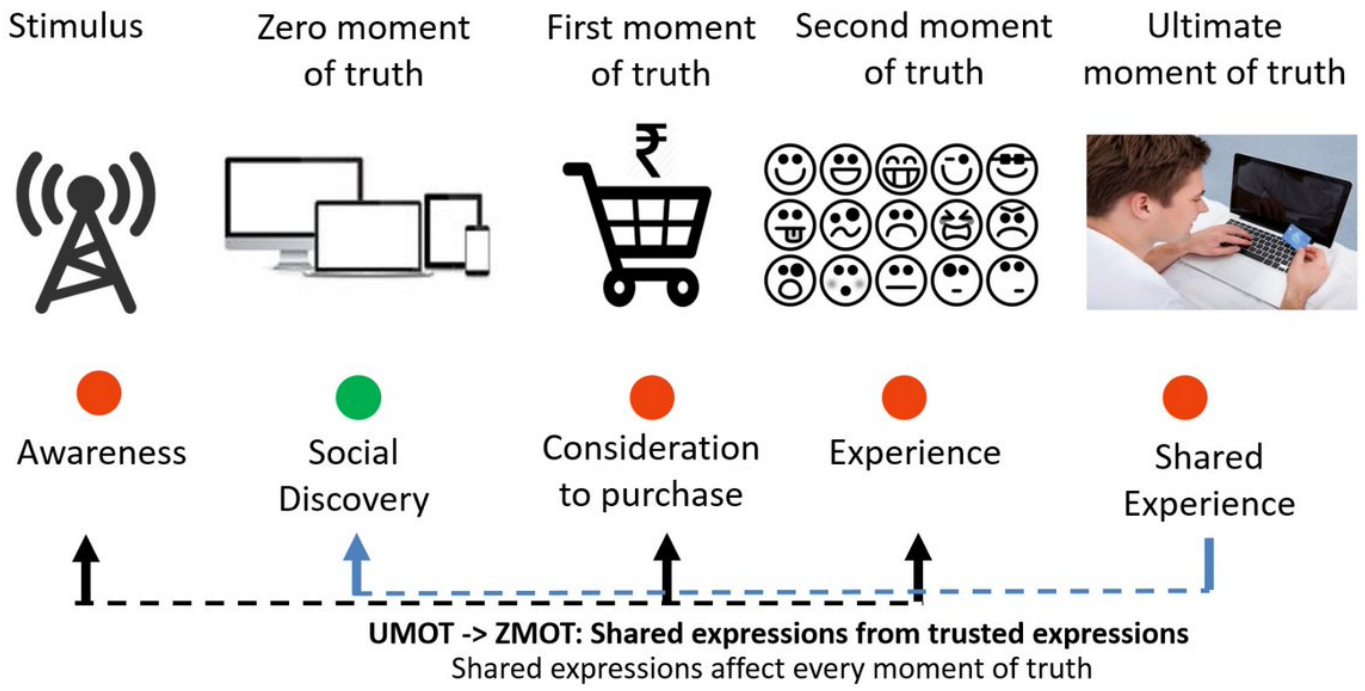 Stimulus
Zero moment
of truth
First moment
of truth
Second moment
of truth
Ultimate
moment of truth
₹
Awareness
Social
Discovery
Consideration
to purchase
Experience
Shared
Experience
UMOT -> ZMOT: Shared expressions from trusted expressions
Shared expressions affect every moment of truth